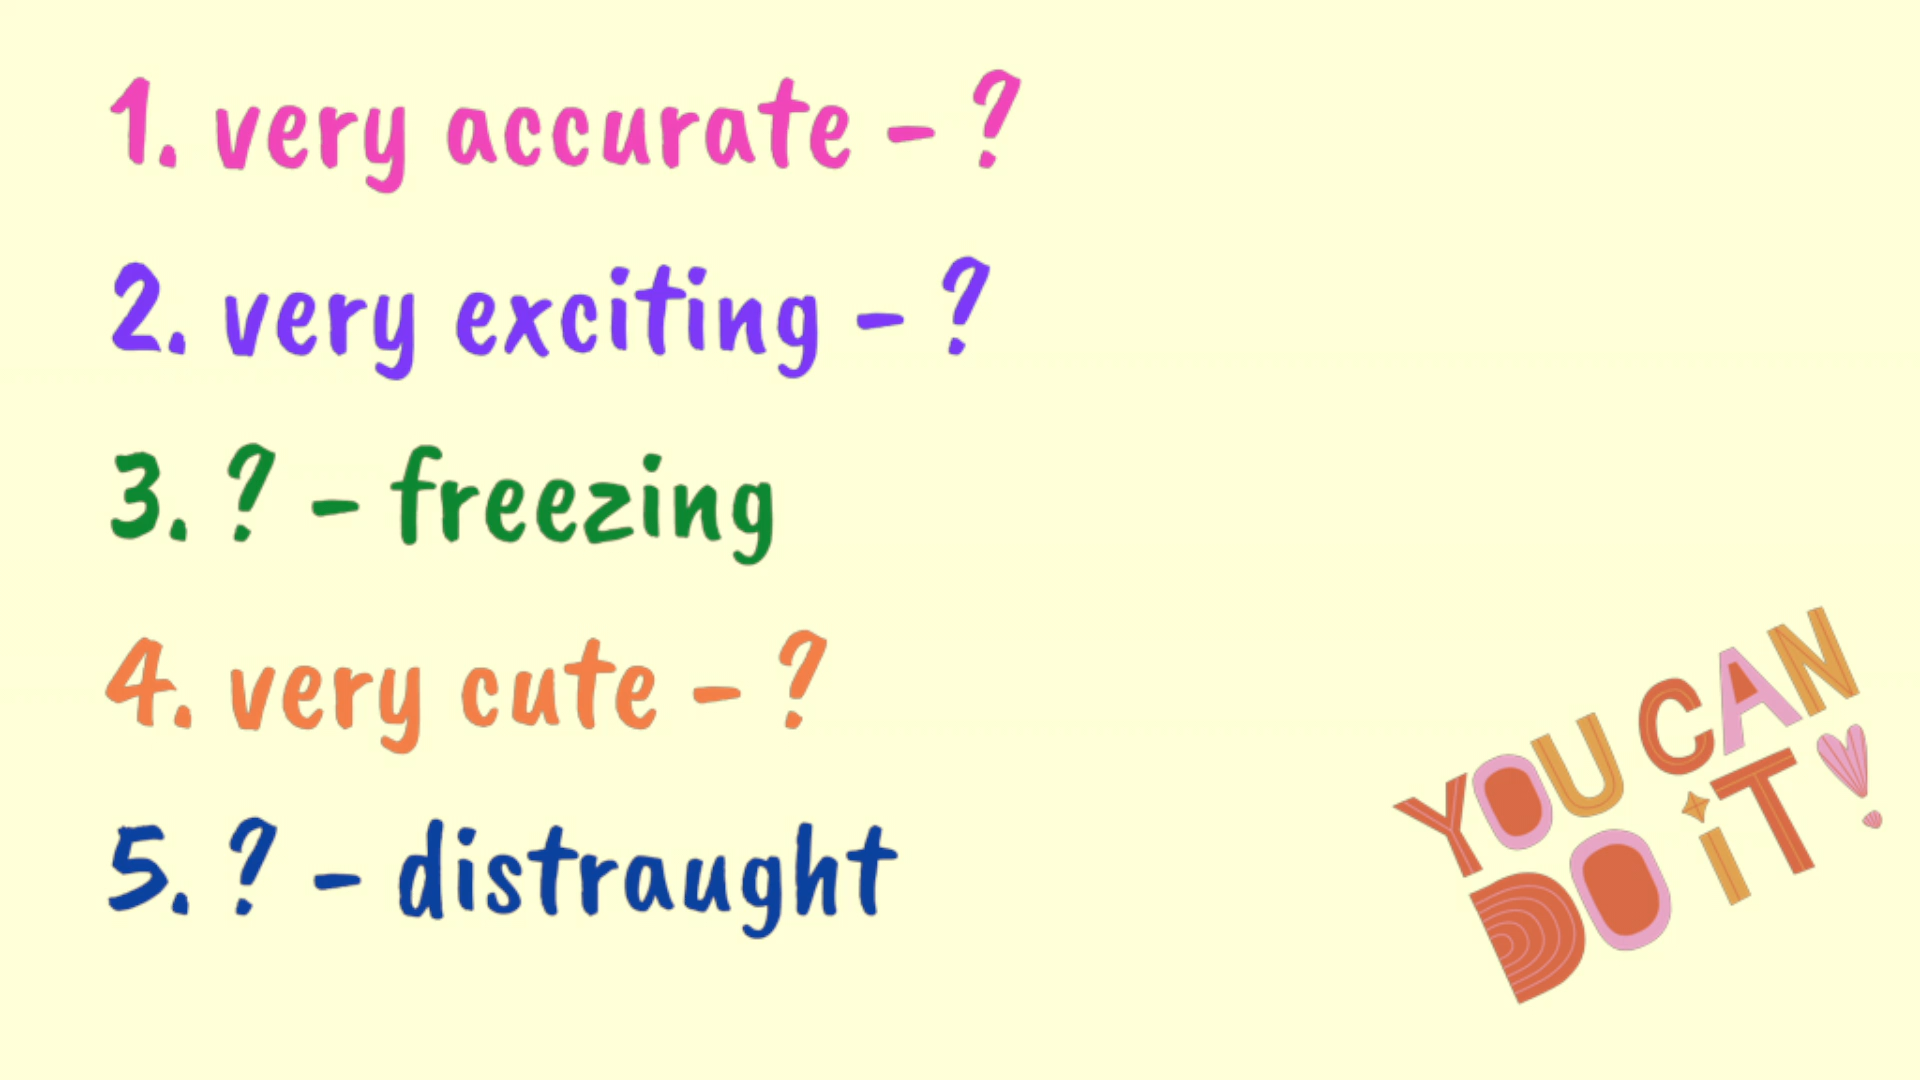 1. very accurate - ?
2. very exciting - ?
3. ? - freezing
4. very cute - ?
5. ? - distraught
YOU CAN
DO iT!